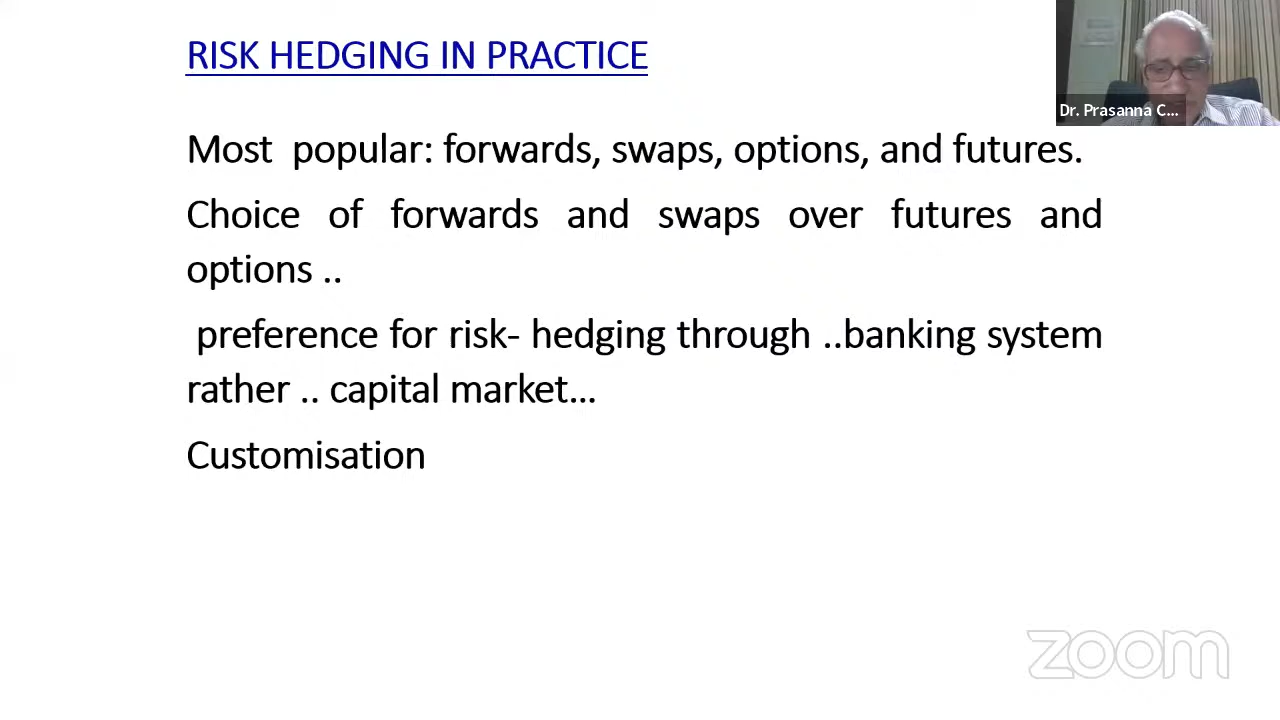 RISK HEDGING IN PRACTICE
Dr. Prasanna C...
Most popular: forwards, swaps, options, and futures.
Choice of forwards and swaps over futures and
options ..
preference for risk- hedging through ..banking system
rather .. capital market...
Customisation
zoom